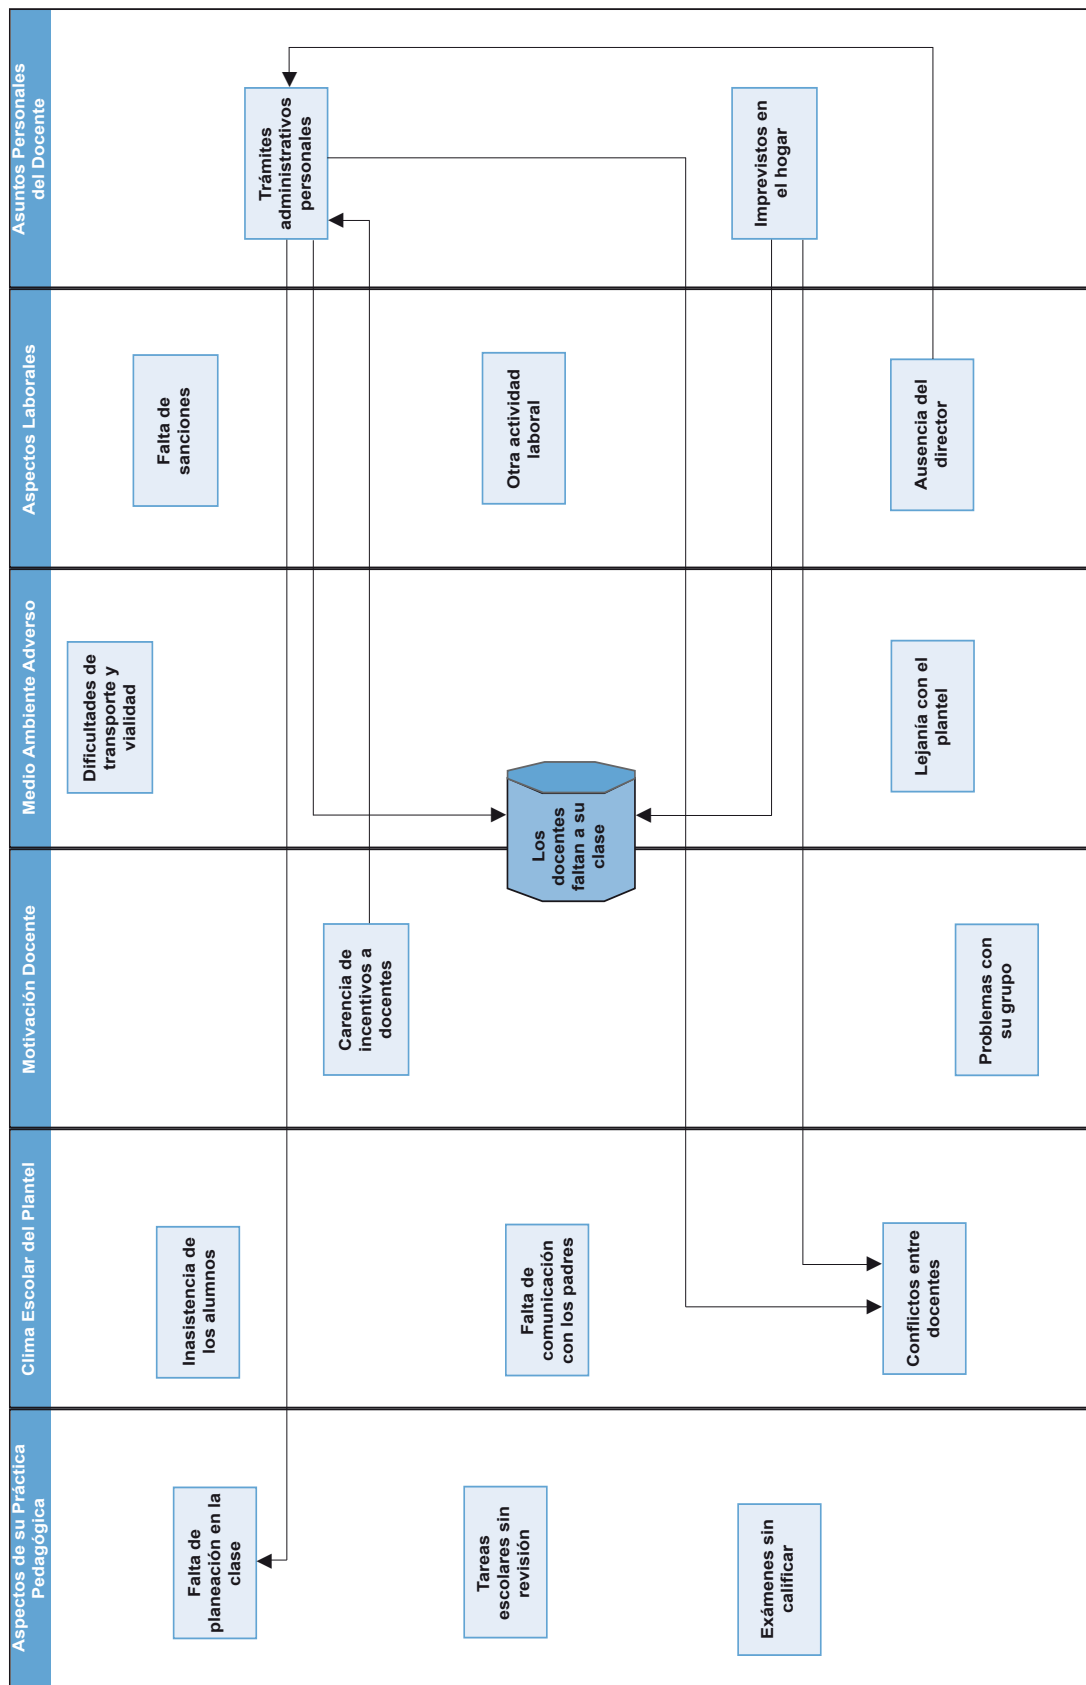 Aspectos de su Práctica
Pedagógica
Clima Escolar del Plantel
Motivación Docente
Medio Ambiente Adverso
Aspectos Laborales
Asuntos Personales
del Docente
Falta de
planeación en la
clase
Tareas
escolares sin
revisión
Exámenes sin
calificar
Inasistencia de
los alumnos
Falta de
comunicación
con los padres
Conflictos entre
docentes
Carencia de
incentivos a
docentes
Problemas con
su grupo
Los
docentes
faltan a su
clase
Dificultades de
transporte y
vialidad
Lejanía con el
plantel
Falta de
sanciones
Otra actividad
laboral
Ausencia del
director
Trámites
administrativos
personales
Imprevistos en
el hogar